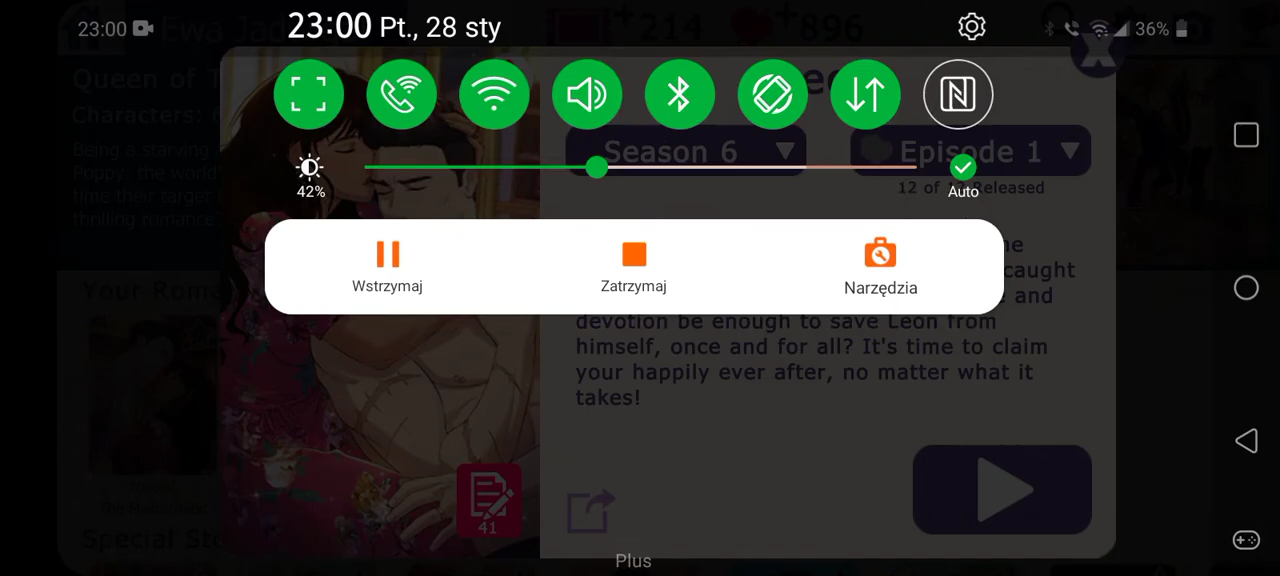 23:00
23:00 Pt., 28 sty
36%
Ewa Jad
214
896
Queen of T
Characters:
Being a starving
Poppy: the world'
time their target
thrilling romance
Season 6
Episode 1
12 of 12 Released
42%
Auto
Wstrzymaj
Zatrzymaj
Narzędzia
caught
and
devotion be enough to save Leon from
himself, once and for all? It's time to claim
your happily ever after, no matter what it
takes!
Your Roma
Special Sto
41
Plus